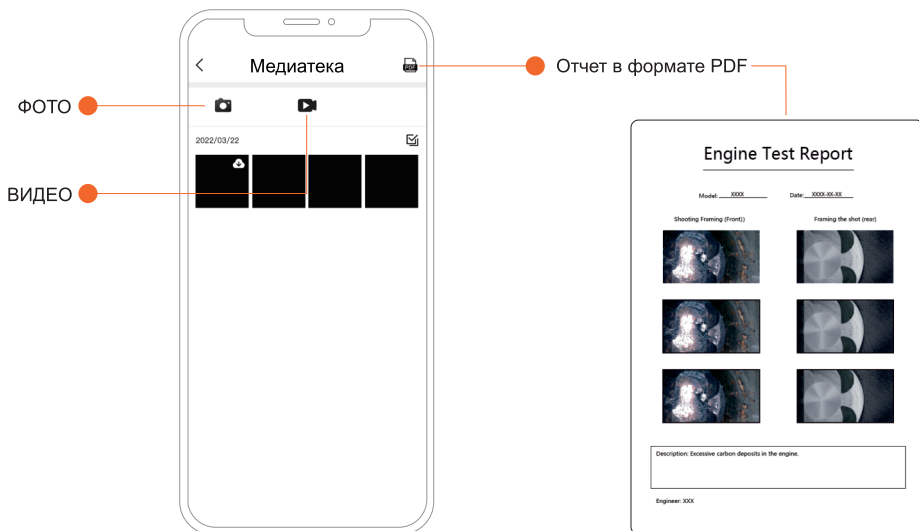 Медиатека
PDF
Отчет в формате PDF
ФОТО
2022/03/22
ВИДЕО
Engine Test Report
Model: XXXX Date: XXXX-XX-XX
Shooting Framing (Front)) Framing the shot (rear)
Description: Excessive carbon deposits in the engine.
Engineer: XXX